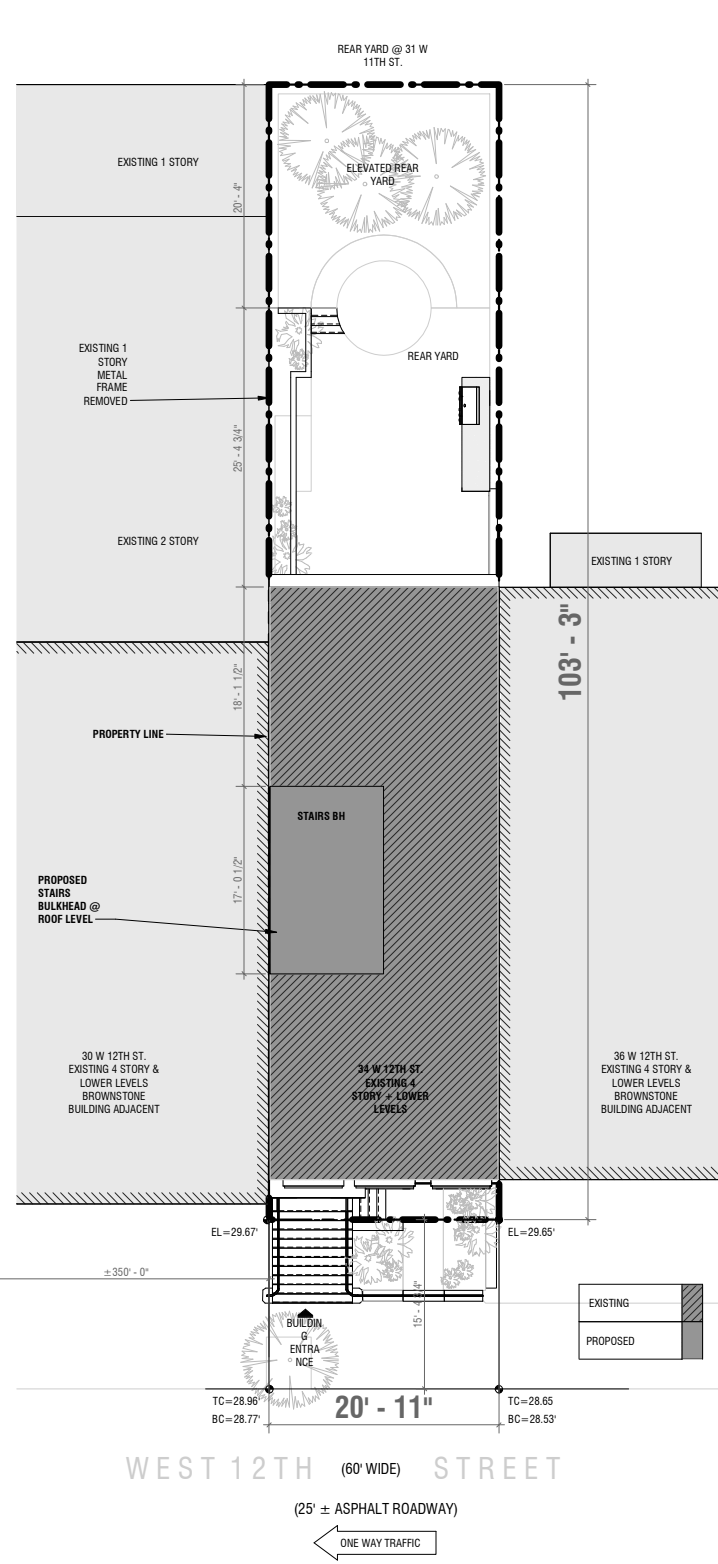 REAR YARD @ 31 W
11TH ST.
EXISTING 1 STORY
ELEVATED REAR
YARD
20' - 4"
EXISTING 1
STORY
METAL
FRAME
REMOVED
REAR YARD
25' - 4 3/4"
EXISTING 2 STORY
EXISTING 1 STORY
103' - 3"
18' - 1 1/2"
PROPERTY LINE
STAIRS BH
17' - 0 1/2"
PROPOSED
STAIRS
BULKHEAD @
ROOF LEVEL
30 W 12TH ST.
EXISTING 4 STORY &
LOWER LEVELS
BROWNSTONE
BUILDING ADJACENT
34 W 12TH ST.
EXISTING 4
STORY + LOWER
LEVELS
36 W 12TH ST.
EXISTING 4 STORY &
LOWER LEVELS
BROWNSTONE
BUILDING ADJACENT
EL=29.67'
EL=29.65'
±350' - 0"
15' - 4 3/4"
EXISTING
PROPOSED
BUILDIN
G
ENTRA
NCE
TC=28.96'
BC=28.77'
20' - 11"
TC=28.65
BC=28.53'
WEST 12TH (60' WIDE) STREET
(25' ± ASPHALT ROADWAY)
ONE WAY TRAFFIC